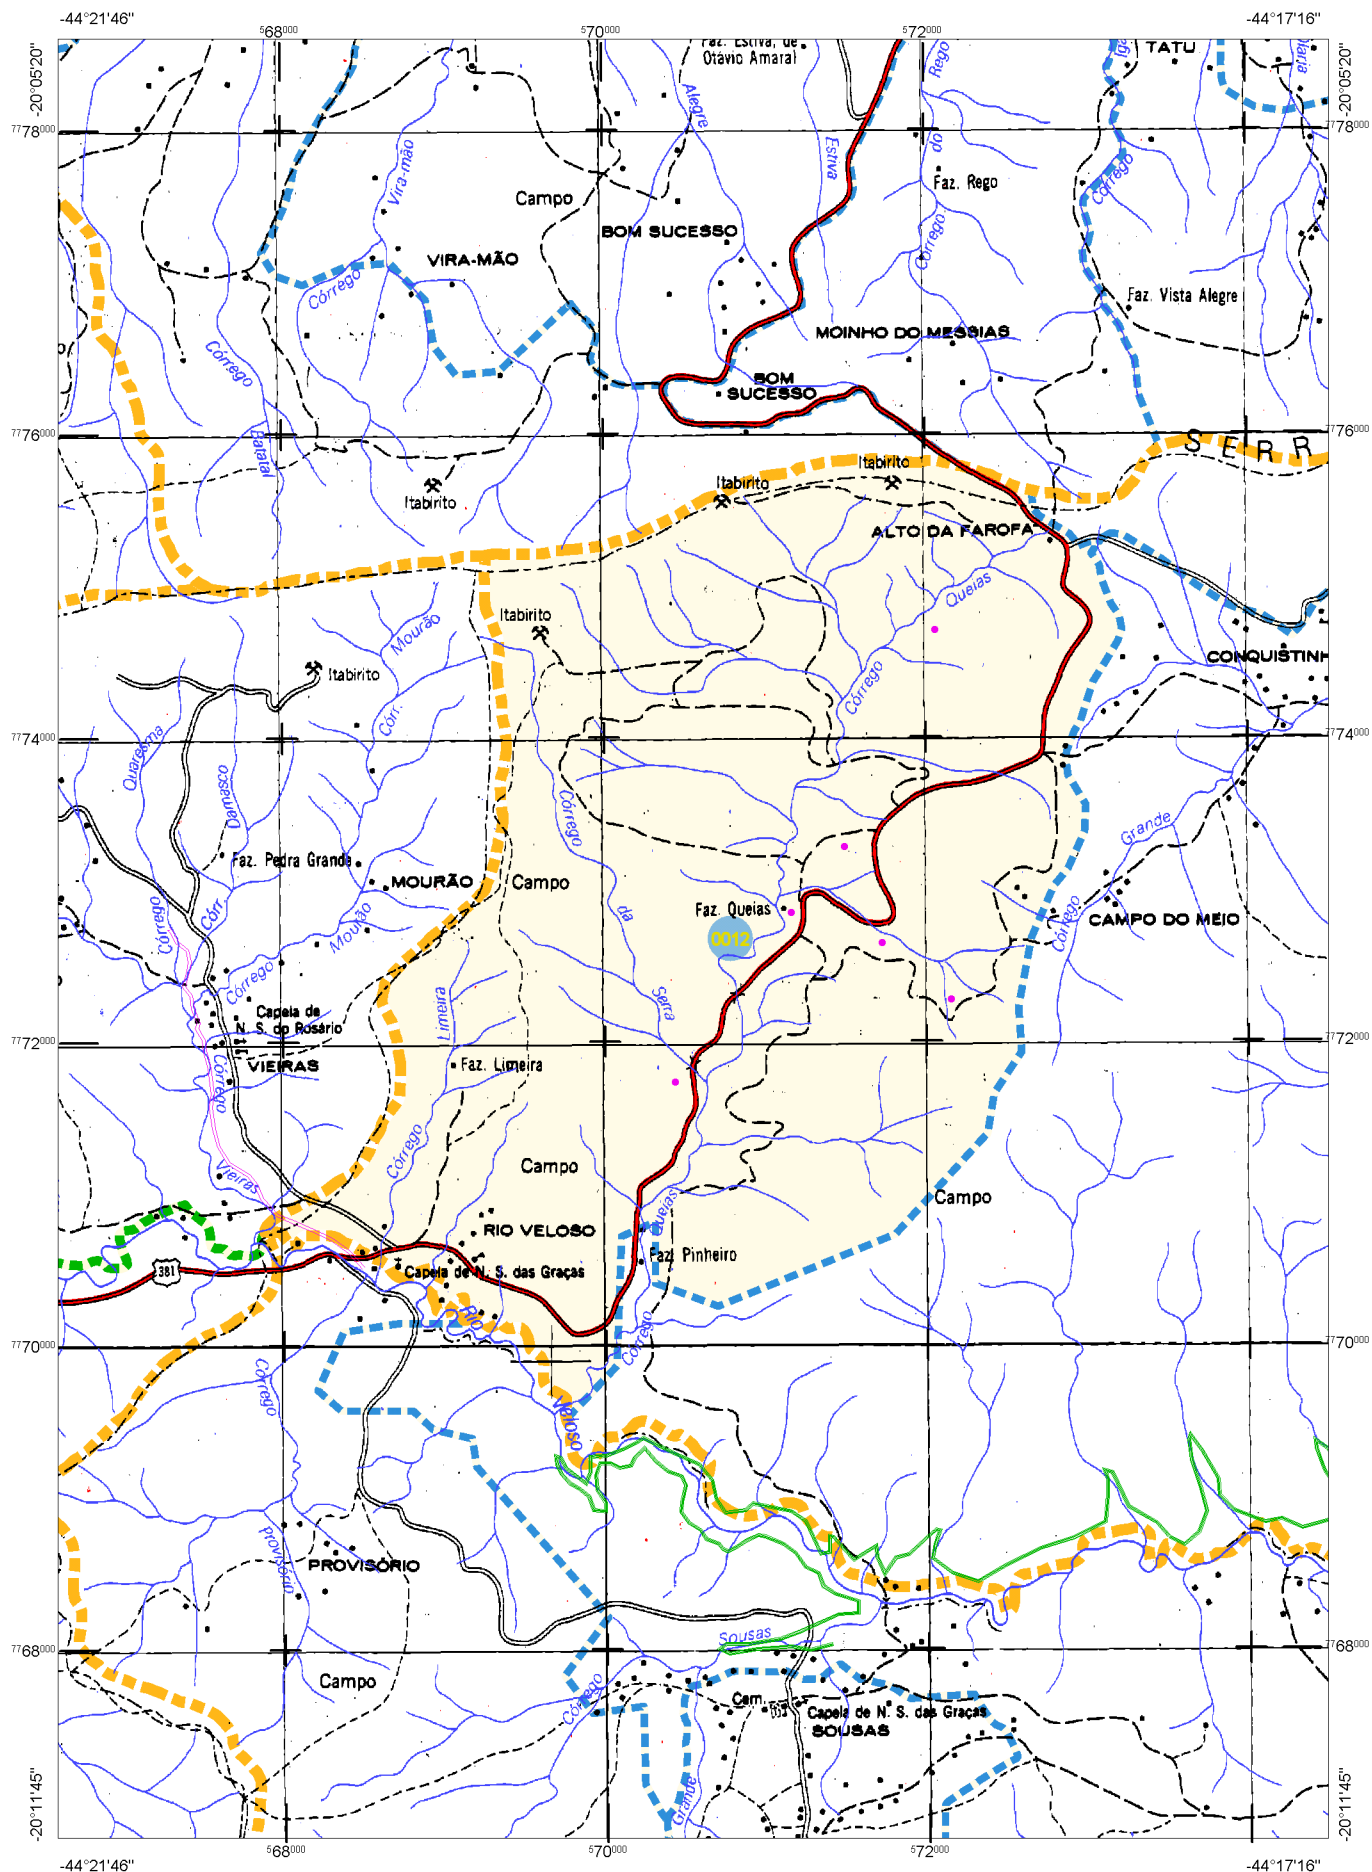 -44°21'46"
568000
570000
572000
-44°17'16"
-20°05'20"
-20°05'20"
Faz. Estiva, de
Otávio Amaral
TATU
Rego
Alegre
7778000
7778000
Vira-mão
Estiva
do
Córrego
Faz. Rego
Campo
BOM SUCESSO
VIRA-MÃO
Córrego
Córrego
Faz. Vista Alegre
MOINHO DO MESSIAS
Córrego
BOM
SUCESSO
7776000
7776000
SERR
Batatal
Itabirito
Itabirito
Itabirito
ALTO DA FAROFA
Queias
Itabirito
Mourão
CONQUISTINH
Itabirito
Córrego
Córr.
7774000
7774000
Quaresma
Damasco
Córrego
Grande
Faz. Pedra Grande
MOURÃO
Campo
Córr.
Córrego
Mourão
da
Faz. Queias
0012
Córrego
CAMPO DO MEIO
Córrego
Serra
Limeira
Capela de
N. S. do Rosário
7772000
7772000
VIEIRAS
Faz. Limeira
Córrego
Córrego
Vieiras
Campo
Campo
Queias
RIO VELOSO
Faz. Pinheiro
381
Capela de N. S. das Graças
Rio
Córrego
7770000
7770000
Córrego
Veloso
Provisório
PROVISÓRIO
Sousas
7768000
7768000
Campo
Córrego
Cem.
Capela de N. S. das Graças
SOUSAS
Grande
-20°11'45"
-20°11'45"
568000
570000
572000
-44°21'46"
-44°17'16"